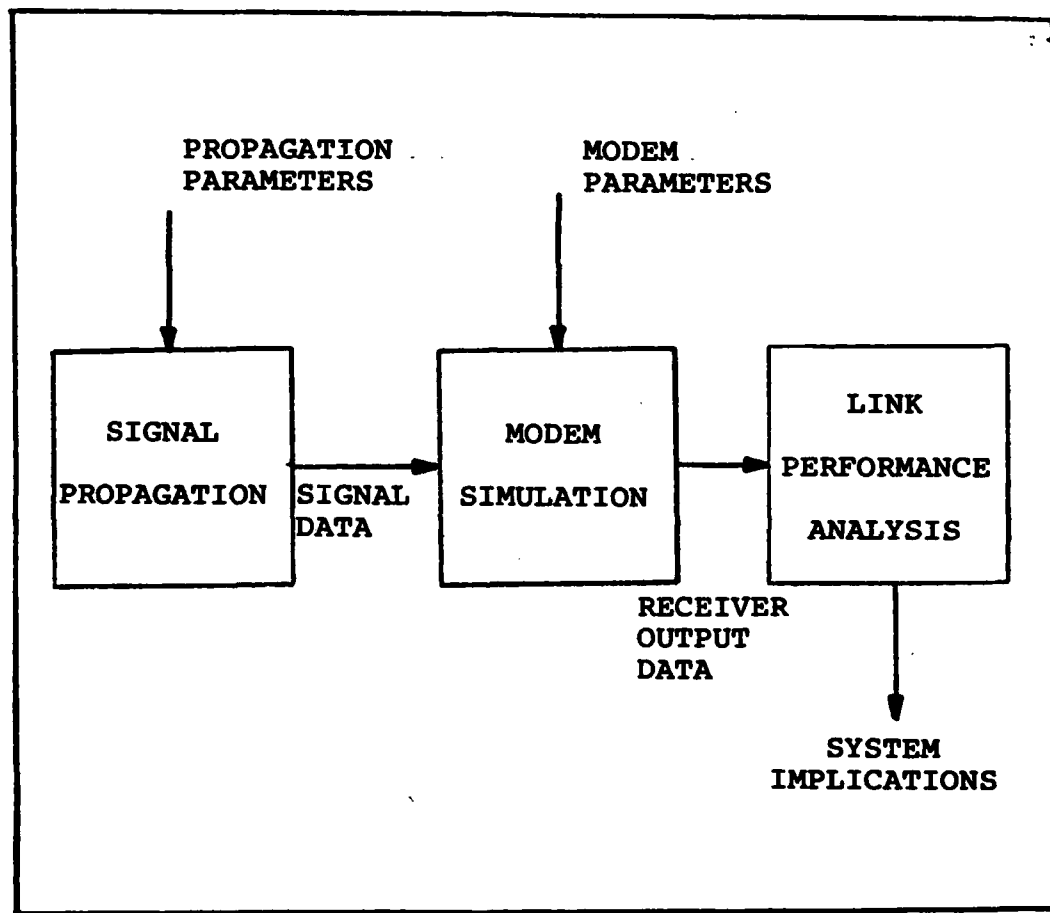 PROPAGATION
PARAMETERS
MODEM
PARAMETERS
SIGNAL
PROPAGATION
SIGNAL
DATA
MODEM
SIMULATION
LINK
PERFORMANCE
ANALYSIS
RECEIVER
OUTPUT
DATA
SYSTEM
IMPLICATIONS